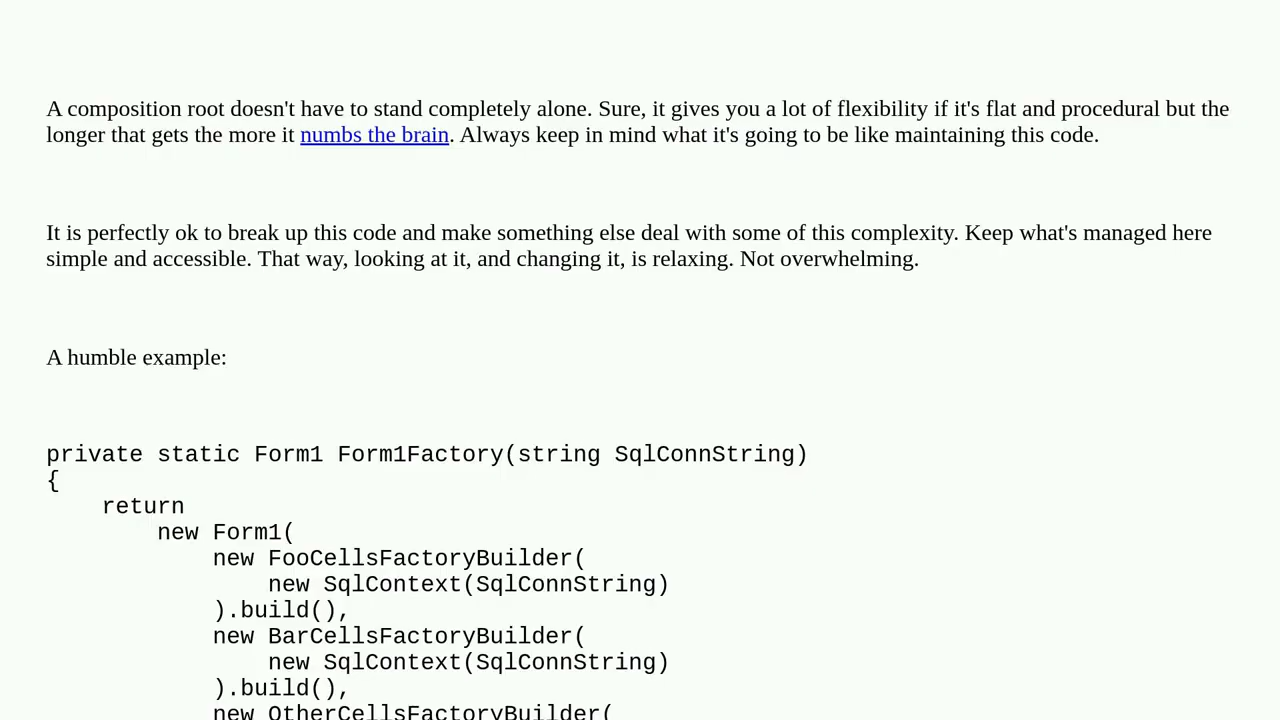 A composition root doesn't have to stand completely alone. Sure, it gives you a lot of flexibility if it's flat and procedural but the
longer that gets the more it numbs the brain. Always keep in mind what it's going to be like maintaining this code.
It is perfectly ok to break up this code and make something else deal with some of this complexity. Keep what's managed here
simple and accessible. That way, looking at it, and changing it, is relaxing. Not overwhelming.
A humble example:
private static Form1 Form1Factory(string SqlConnString)
{
    return
        new Form1(
            new FooCellsFactoryBuilder(
                new SqlContext(SqlConnString)
            ).build(),
            new BarCellsFactoryBuilder(
                new SqlContext(SqlConnString)
            ).build(),
            new OtherCellsFactoryBuilder(